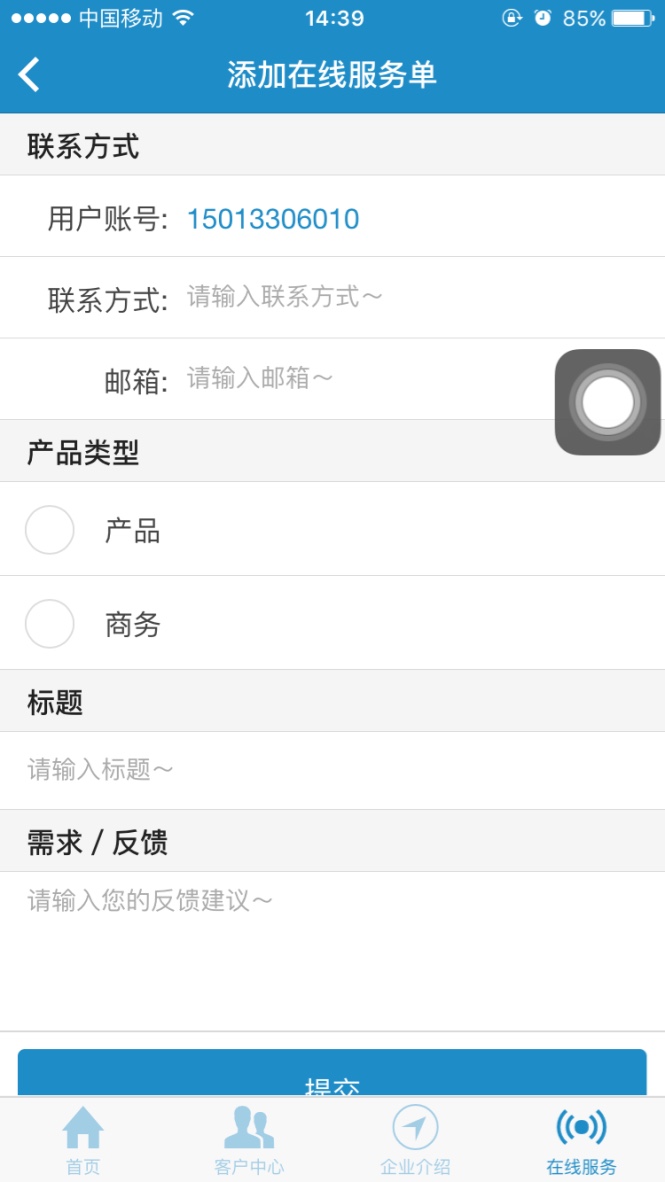 中国移动 14:39 85%
添加在线服务单
联系方式
用户账号: 15013306010
联系方式: 请输入联系方式～
邮箱: 请输入邮箱～
产品类型
产品
商务
标题
请输入标题～
需求 / 反馈
请输入您的反馈建议～
提交
首页 客户中心 企业介绍 在线服务